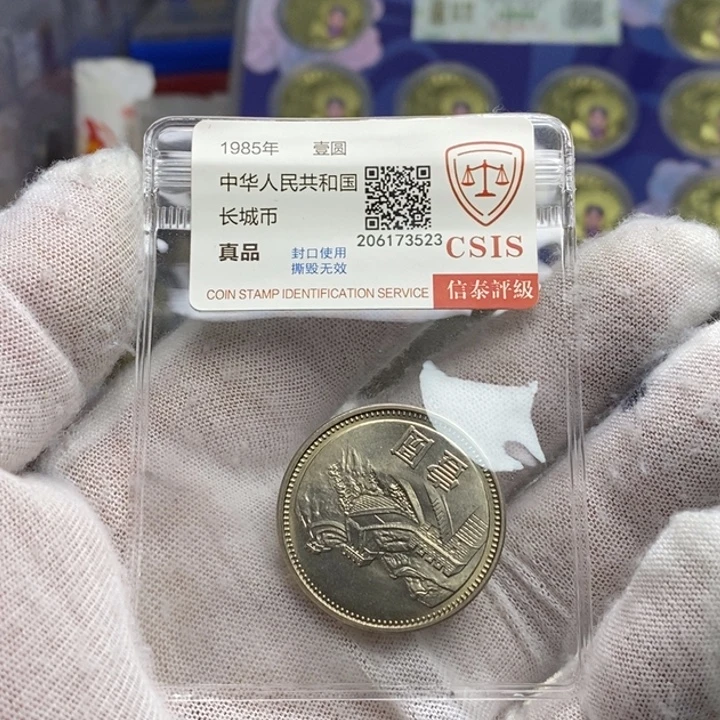 1985年 壹圆
中华人民共和国
长城币
真品
封口使用
撕毁无效
206173523
CSIS
COIN STAMP IDENTIFICATION SERVICE
信泰評級
壹圆